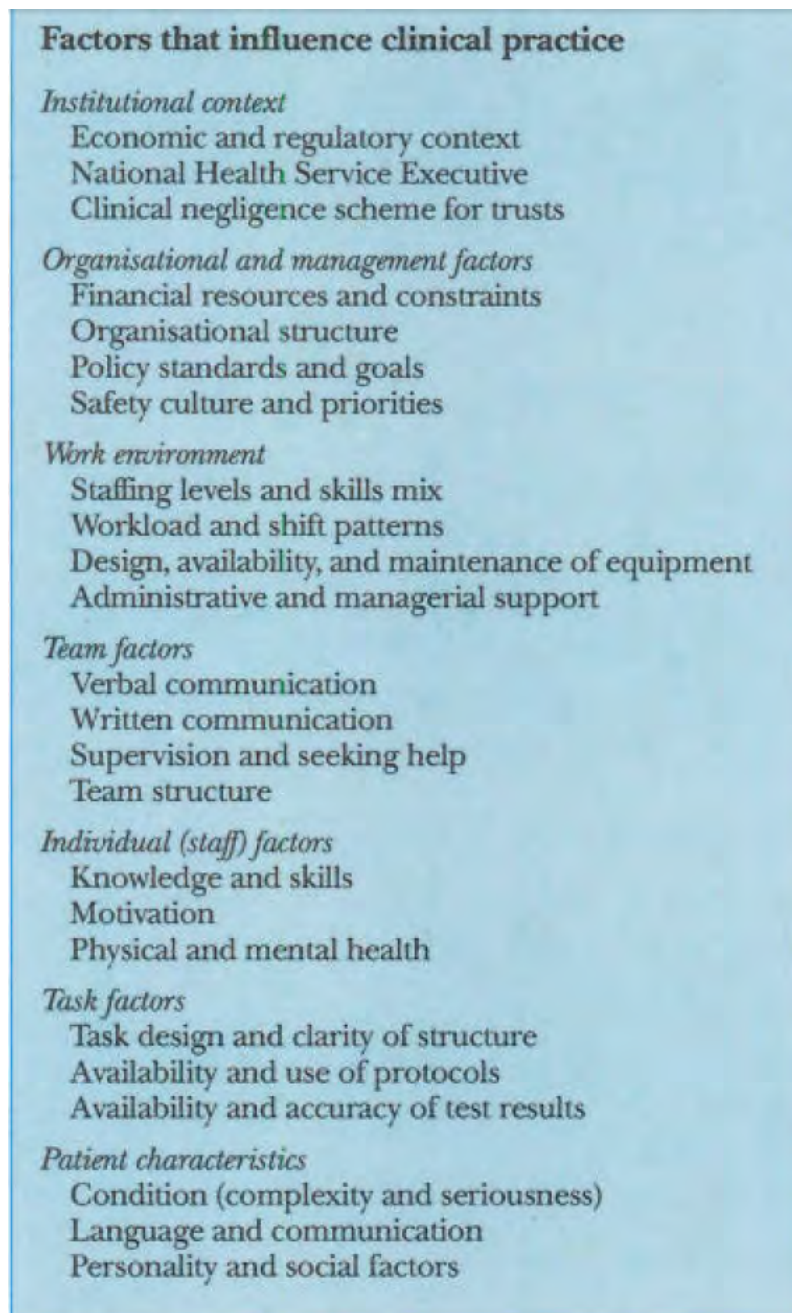 Factors that influence clinical practice
Institutional context
Economic and regulatory context
National Health Service Executive
Clinical negligence scheme for trusts
Organisational and management factors
Financial resources and constraints
Organisational structure
Policy standards and goals
Safety culture and priorities
Work environment
Staffing levels and skills mix
Workload and shift patterns
Design, availability, and maintenance of equipment
Administrative and managerial support
Team factors
Verbal communication
Written communication
Supervision and seeking help
Team structure
Individual (staff) factors
Knowledge and skills
Motivation
Physical and mental health
Task factors
Task design and clarity of structure
Availability and use of protocols
Availability and accuracy of test results
Patient characteristics
Condition (complexity and seriousness)
Language and communication
Personality and social factors